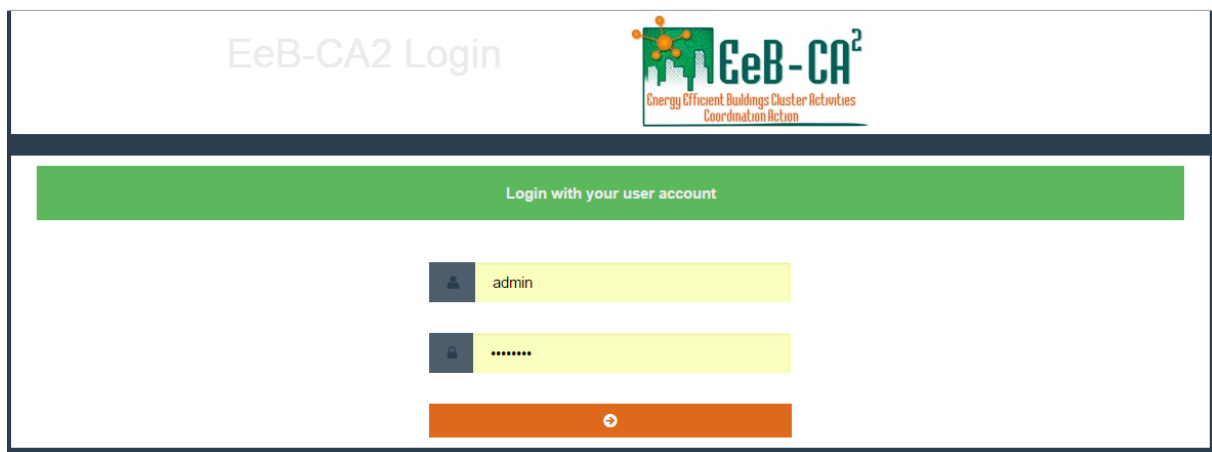 EeB-CA2 Login
EeB-CA²
Energy Efficient Buildings Cluster Activities
Coordination Action
Login with your user account
admin
••••••••